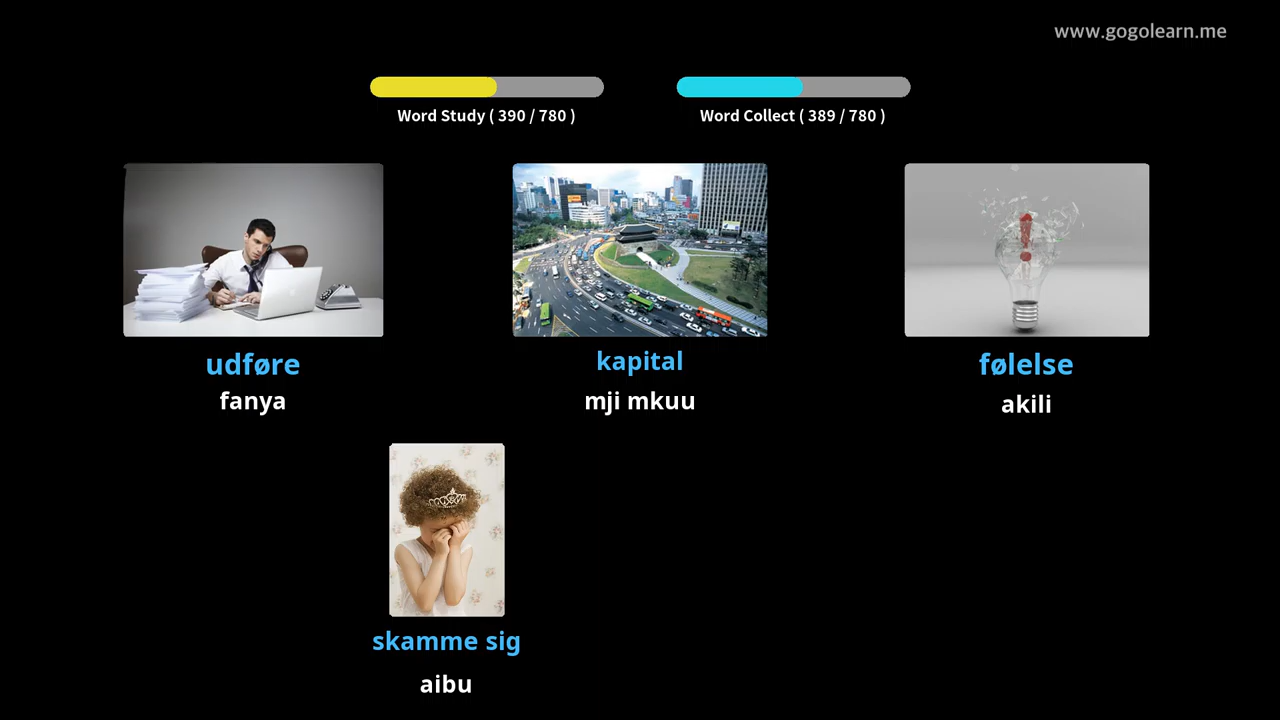 www.gogolearn.me
Word Study ( 390 / 780 )
Word Collect ( 389 / 780 )
udføre
fanya
kapital
mji mkuu
følelse
akili
skamme sig
aibu